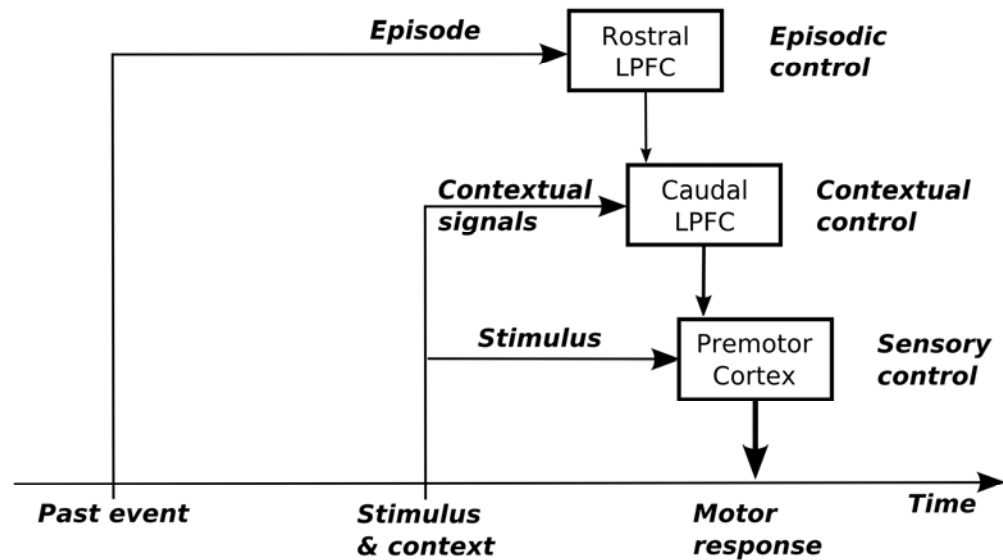 Episode
Rostral
LPFC
Episodic
control
Contextual
signals
Caudal
LPFC
Contextual
control
Stimulus
Premotor
Cortex
Sensory
control
Past event
Stimulus
& context
Motor
response
Time